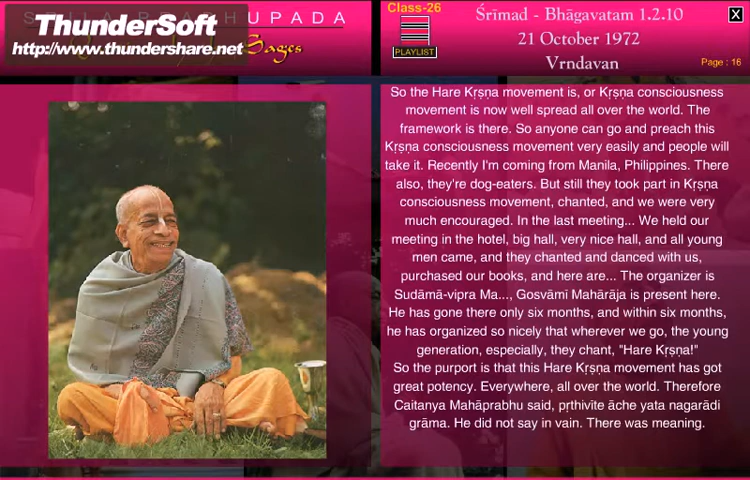 ThunderSoft
http://www.thundershare.net
HUPADA
Sages
Class-26
PLAYLIST
Śrīmad - Bhāgavatam 1.2.10
21 October 1972
Vrndavan
X
Page : 16
So the Hare Kṛṣṇa movement is, or Kṛṣṇa consciousness
movement is now well spread all over the world. The
framework is there. So anyone can go and preach this
Kṛṣṇa consciousness movement very easily and people will
take it. Recently I'm coming from Manila, Philippines. There
also, they're dog-eaters. But still they took part in Kṛṣṇa
consciousness movement, chanted, and we were very
much encouraged. In the last meeting... We held our
meeting in the hotel, big hall, very nice hall, and all young
men came, and they chanted and danced with us,
purchased our books, and here are... The organizer is
Sudāmā-vipra Ma..., Gosvāmī Mahārāja is present here.
He has gone there only six months, and within six months,
he has organized so nicely that wherever we go, the young
generation, especially, they chant, "Hare Kṛṣṇa!"
So the purport is that this Hare Kṛṣṇa movement has got
great potency. Everywhere, all over the world. Therefore
Caitanya Mahāprabhu said, pṛthivīte āche yata nagarādi
grāma. He did not say in vain. There was meaning.